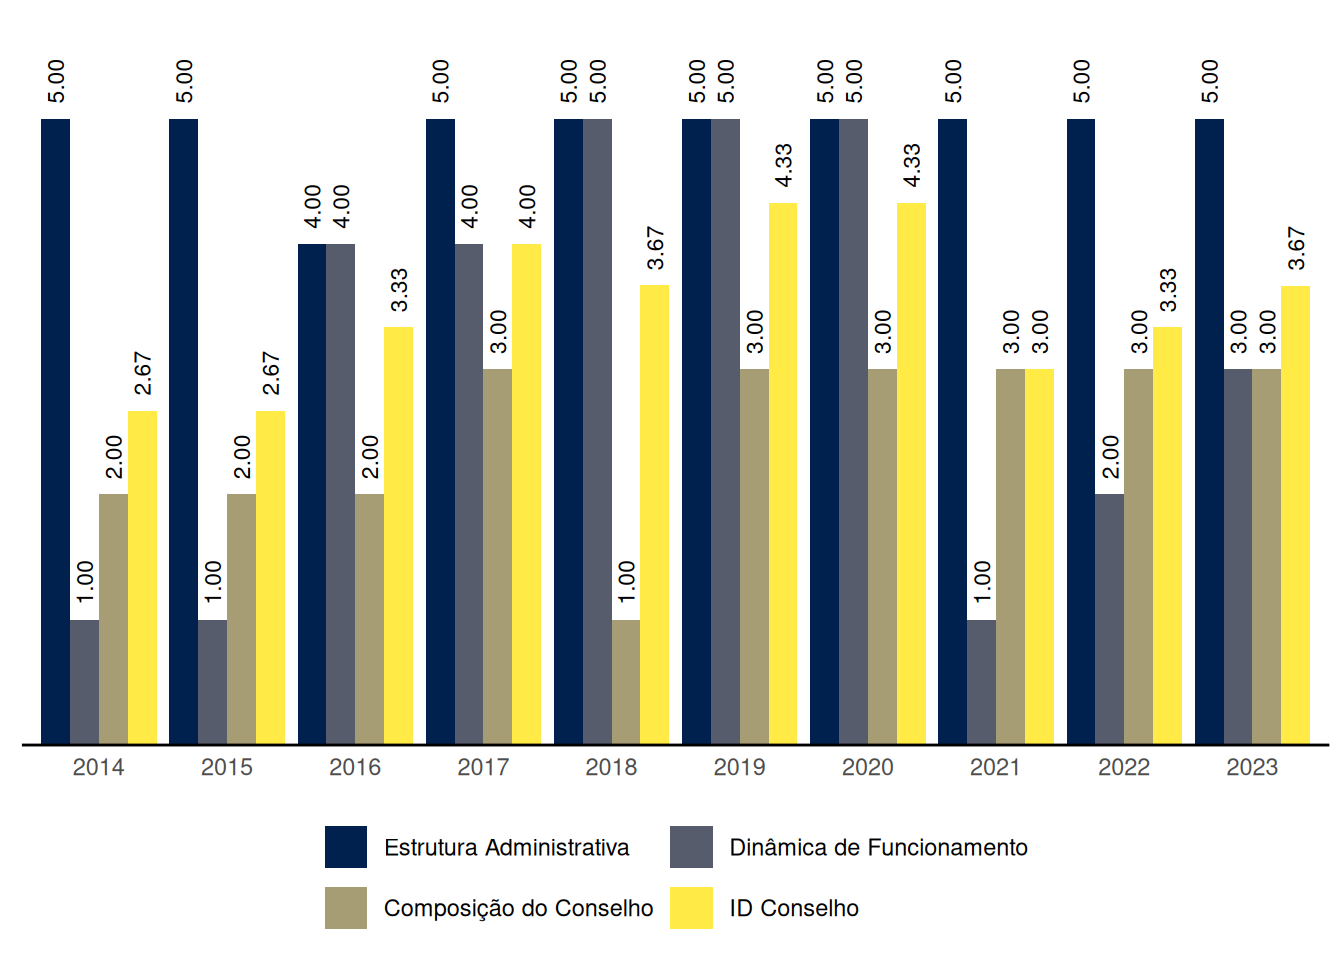 5.00 1.00 2.00 2.67
5.00 1.00 2.00 2.67
4.00 4.00 2.00 3.33
5.00 4.00 3.00 4.00
5.00 5.00 1.00 3.67
5.00 5.00 3.00 4.33
5.00 5.00 3.00 4.33
5.00 1.00 3.00 3.00
5.00 2.00 3.00 3.33
5.00 3.00 3.00 3.67
2014 2015 2016 2017 2018 2019 2020 2021 2022 2023
Estrutura Administrativa Dinâmica de Funcionamento
Composição do Conselho ID Conselho